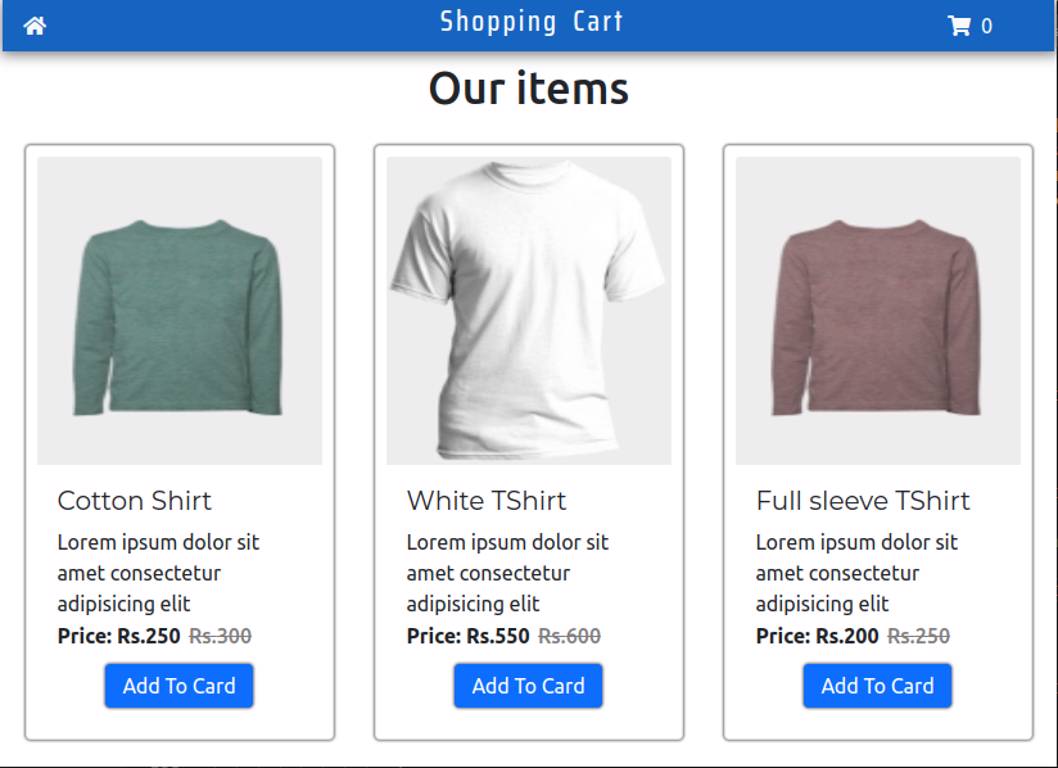 Shopping Cart
0
Our items
Cotton Shirt
Lorem ipsum dolor sit
amet consectetur
adipisicing elit
Price: Rs.250 Rs.300
Add To Card
White TShirt
Lorem ipsum dolor sit
amet consectetur
adipisicing elit
Price: Rs.550 Rs.600
Add To Card
Full sleeve TShirt
Lorem ipsum dolor sit
amet consectetur
adipisicing elit
Price: Rs.200 Rs.250
Add To Card